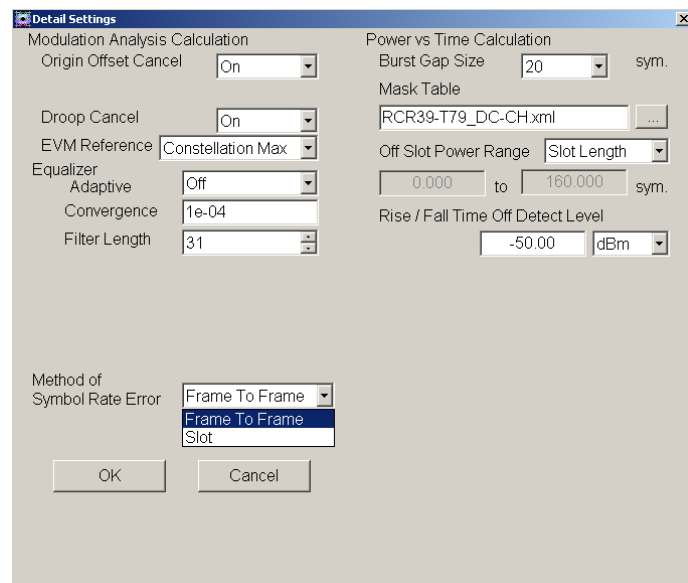 Detail Settings
Modulation Analysis Calculation
Origin Offset Cancel On
Droop Cancel On
EVM Reference Constellation Max
Equalizer
Adaptive Off
Convergence 1e-04
Filter Length 31
Method of
Symbol Rate Error Frame To Frame
Frame To Frame
Slot
OK Cancel
Power vs Time Calculation
Burst Gap Size 20 sym.
Mask Table
RCR39-T79_DC-CH.xml ...
Off Slot Power Range Slot Length
0.000 to 160.000 sym.
Rise / Fall Time Off Detect Level
-50.00 dBm